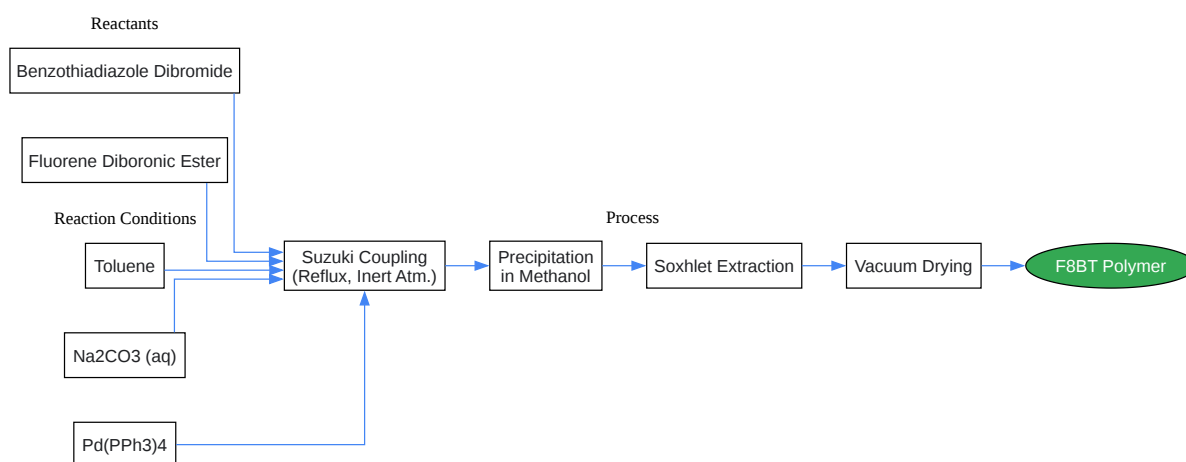 Reactants
Benzothiadiazole Dibromide
Fluorene Diboronic Ester
Reaction Conditions
Process
Toluene
Suzuki Coupling
(Reflux, Inert Atm.)
Precipitation
in Methanol
Soxhlet Extraction
Vacuum Drying
F8BT Polymer
Na2CO3 (aq)
Pd(PPh3)4